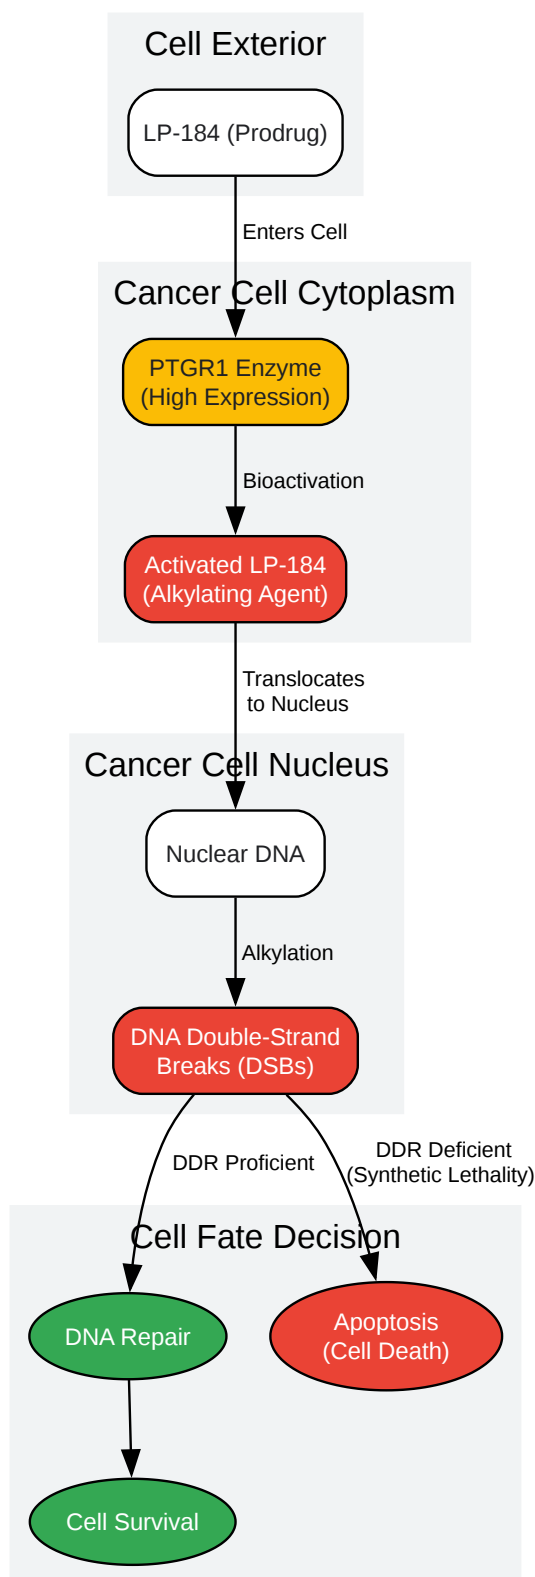 Cell Exterior
LP-184 (Prodrug)
Enters Cell
Cancer Cell Cytoplasm
PTGR1 Enzyme
(High Expression)
Bioactivation
Activated LP-184
(Alkylating Agent)
Translocates
to Nucleus
Cancer Cell Nucleus
Nuclear DNA
Alkylation
DNA Double-Strand
Breaks (DSBs)
DDR Proficient
DDR Deficient
(Synthetic Lethality)
Cell Fate Decision
DNA Repair
Apoptosis
(Cell Death)
Cell Survival